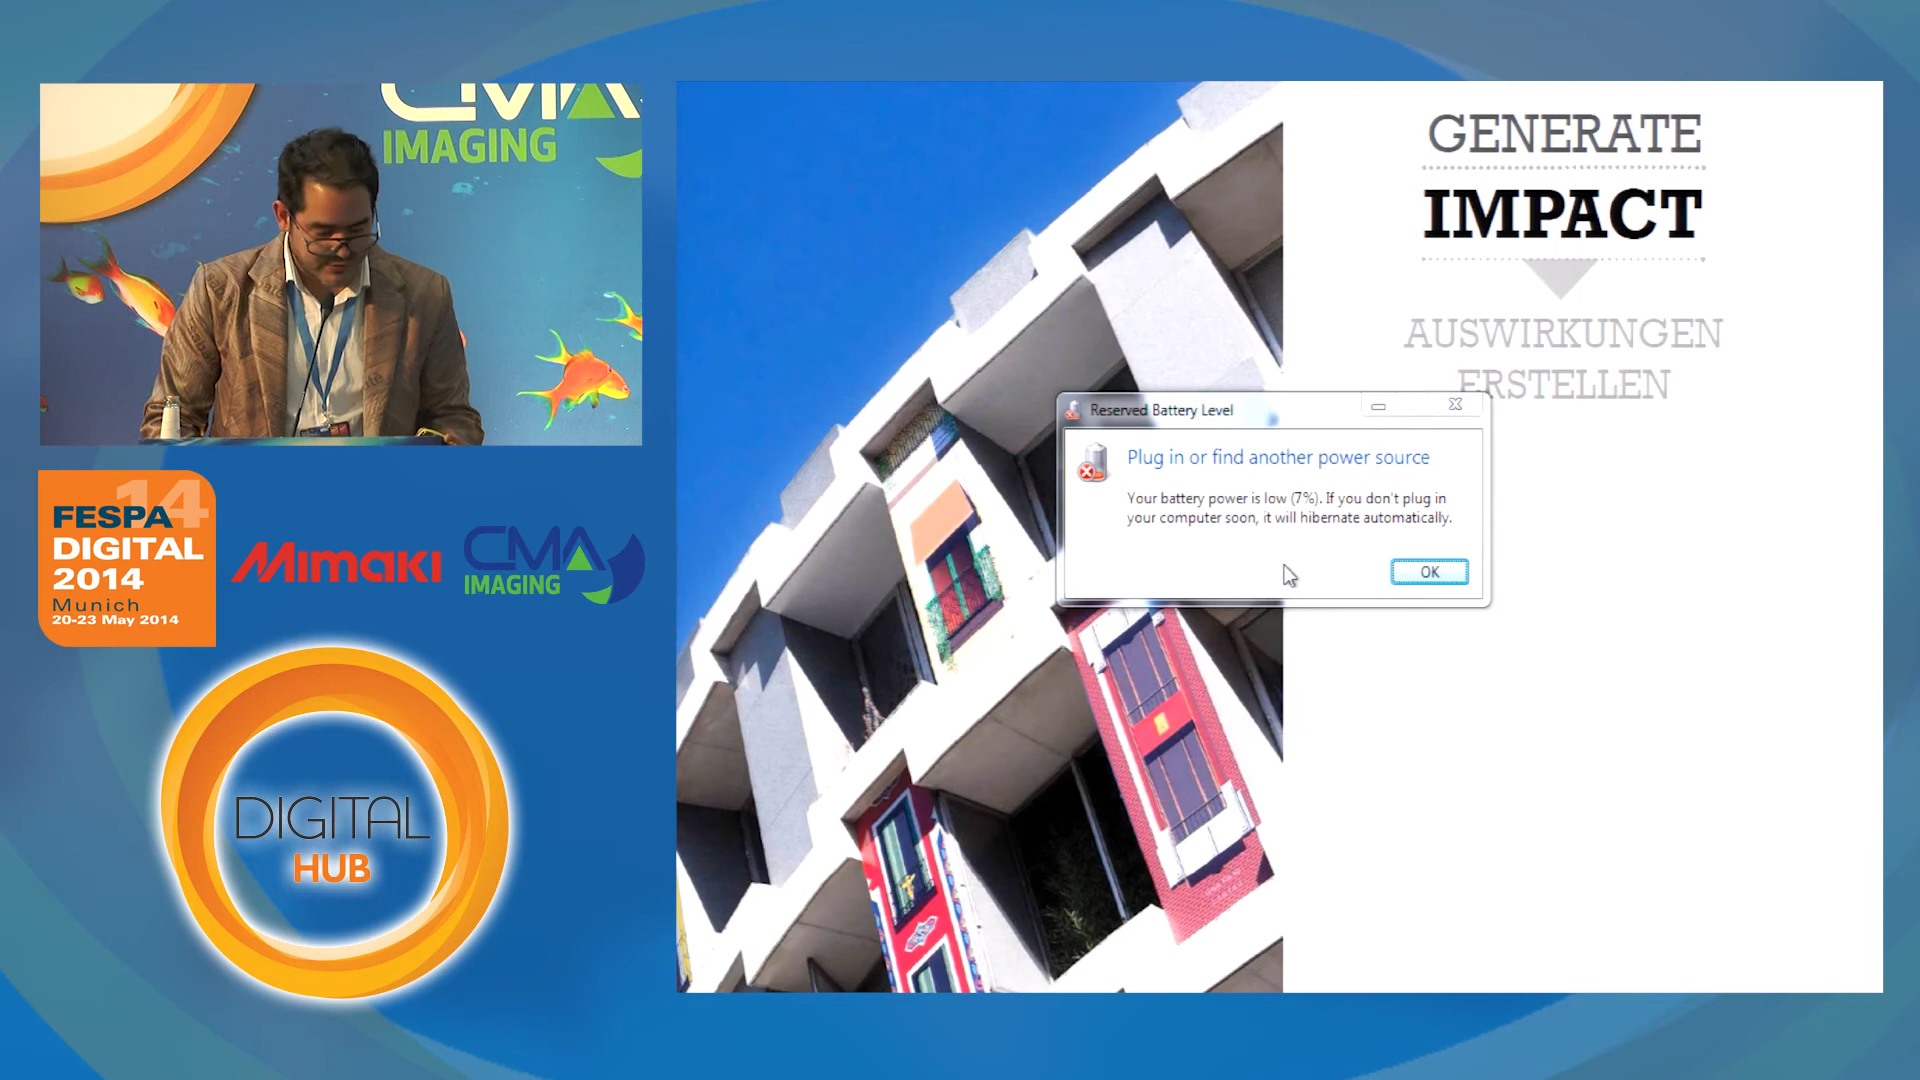 CMA
IMAGING
GENERATE
IMPACT
AUSWIRKUNGEN
ERSTELLEN
Reserved Battery Level
Plug in or find another power source
Your battery power is low (7%). If you don't plug in
your computer soon, it will hibernate automatically.
OK
14
FESPA
DIGITAL
2014
Munich
20-23 May 2014
Mimaki
CMA
IMAGING
DIGITAL
HUB